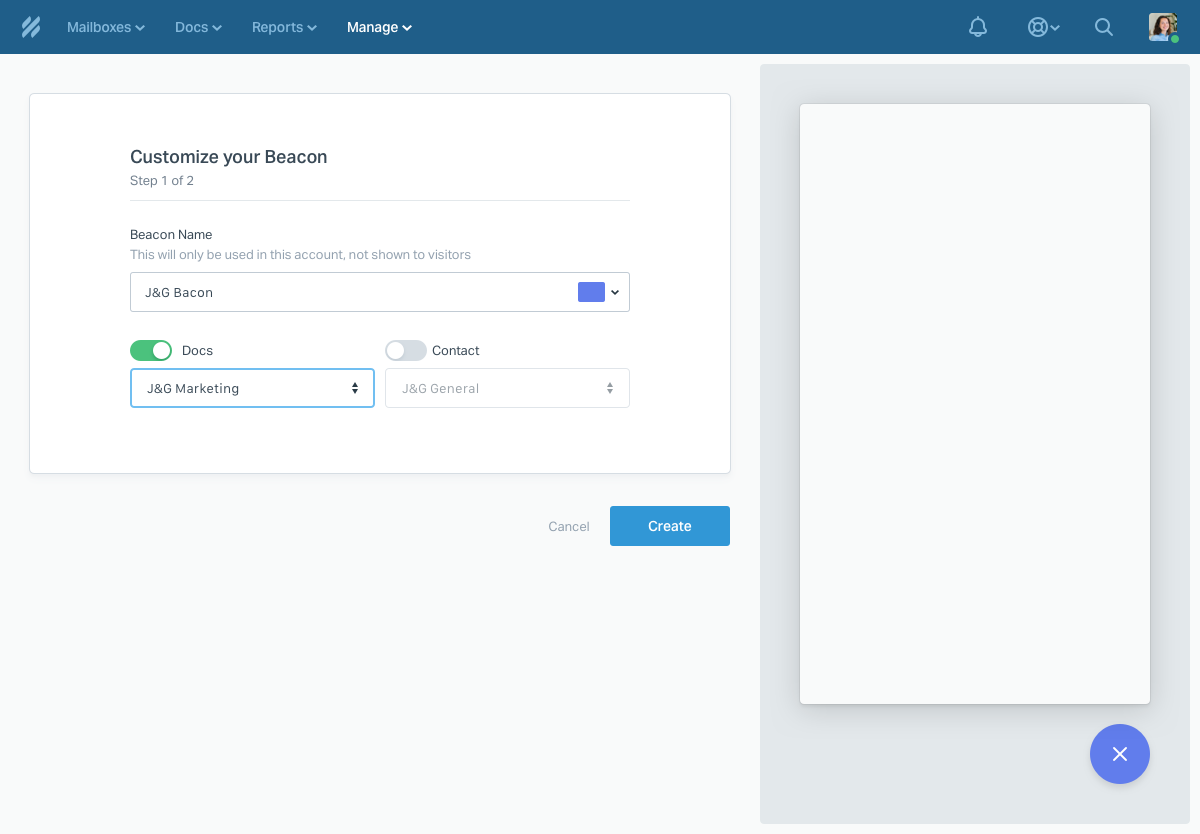 Mailboxes Docs Reports Manage
Customize your Beacon
Step 1 of 2
Beacon Name
This will only be used in this account, not shown to visitors
J&G Bacon
Docs Contact
J&G Marketing J&G General
Cancel Create